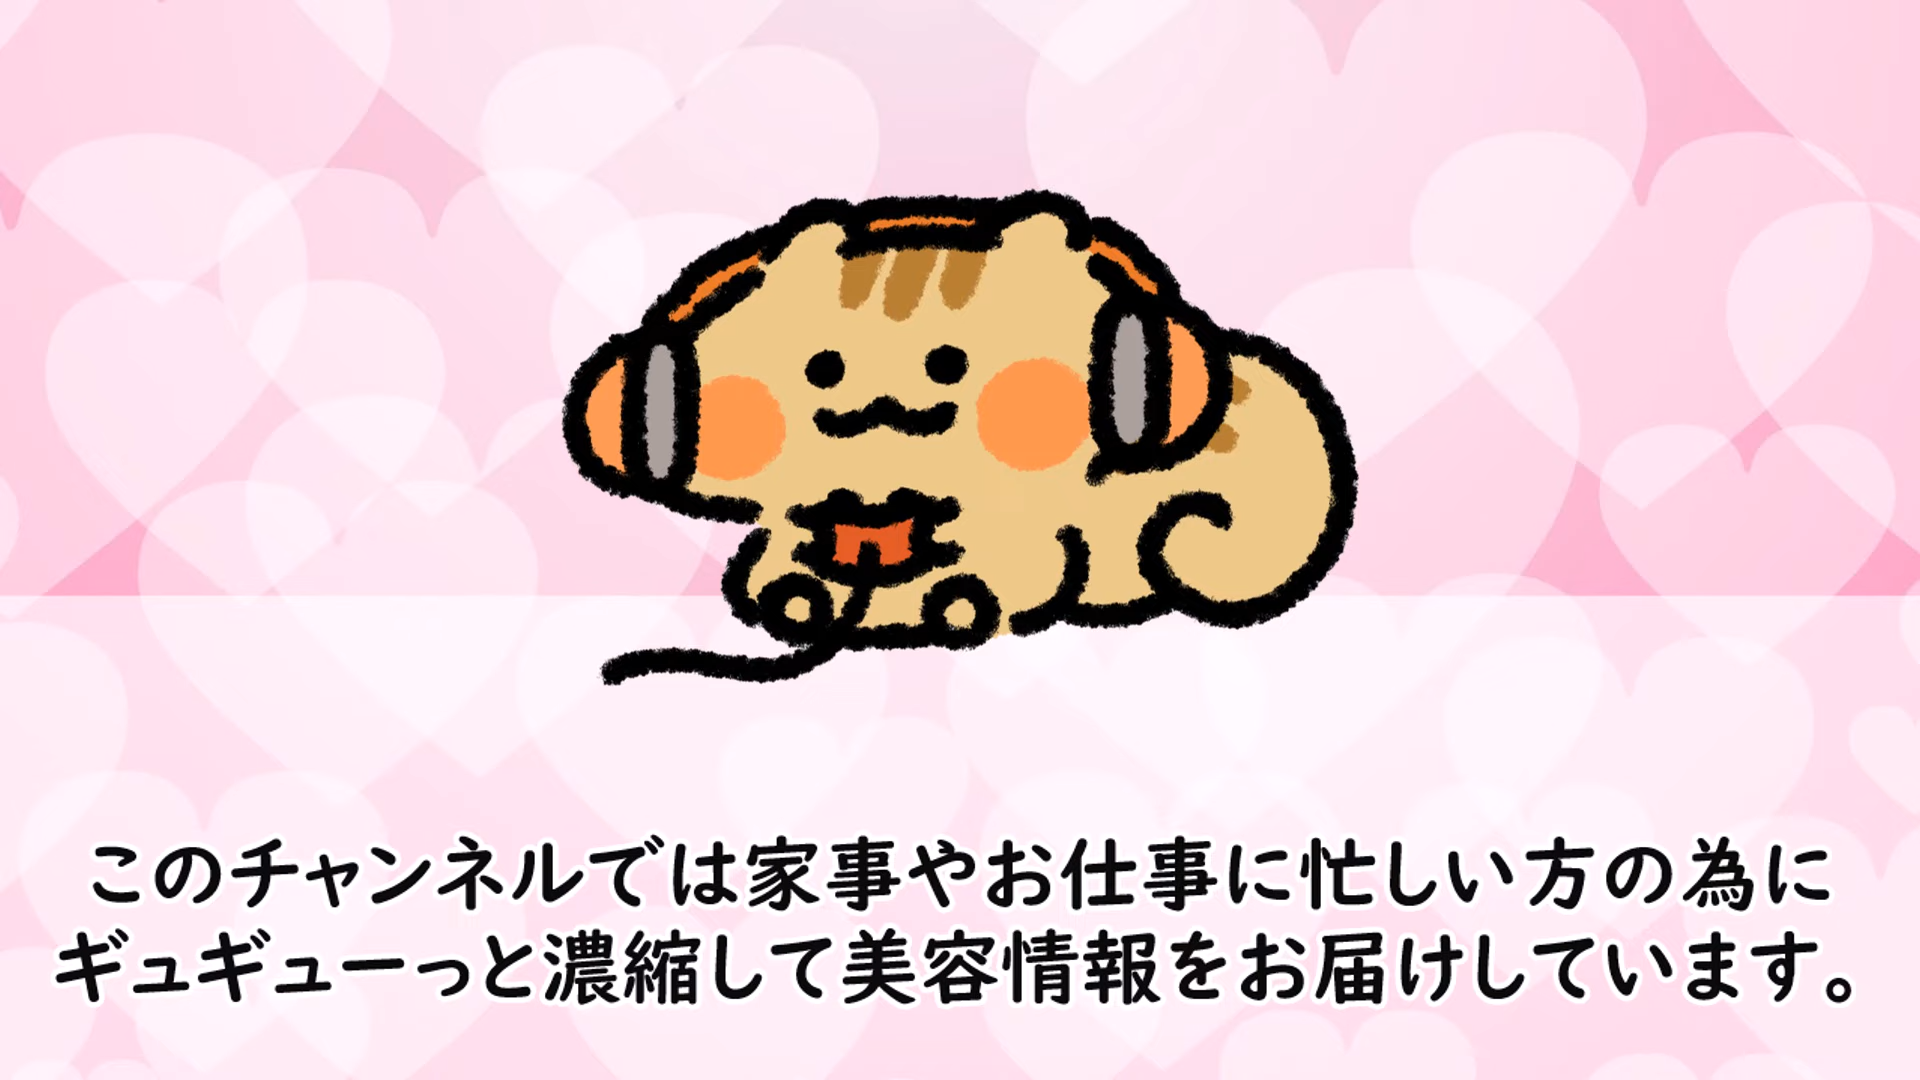 このチャンネルでは家事やお仕事に忙しい方の為に
ギュギューっと濃縮して美容情報をお届けしています。